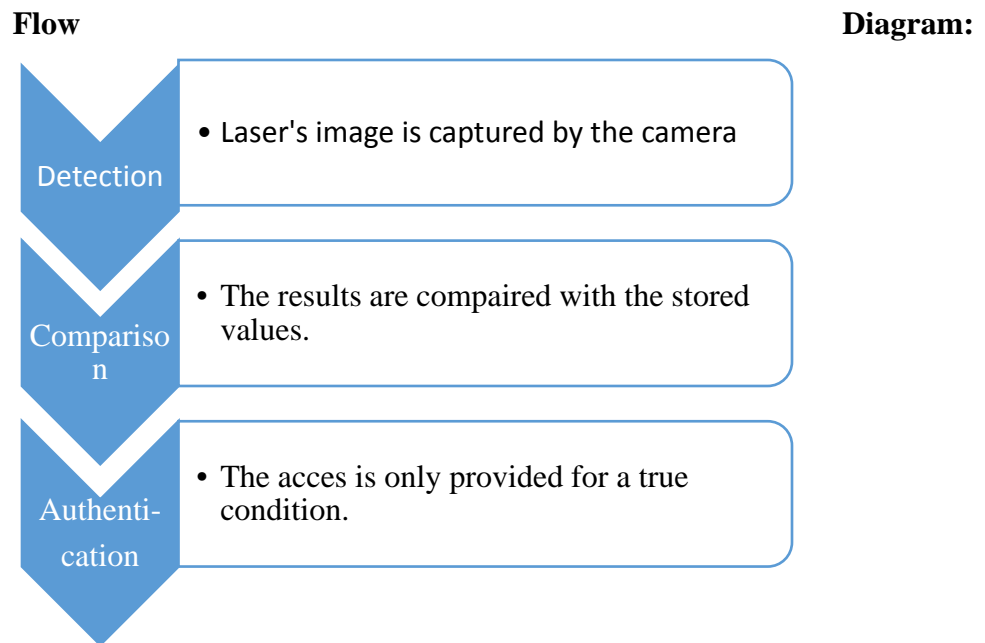 Flow Diagram:
Detection
• Laser's image is captured by the camera
Compariso
n
• The results are compaired with the stored
values.
Authenti-
cation
• The acces is only provided for a true
condition.